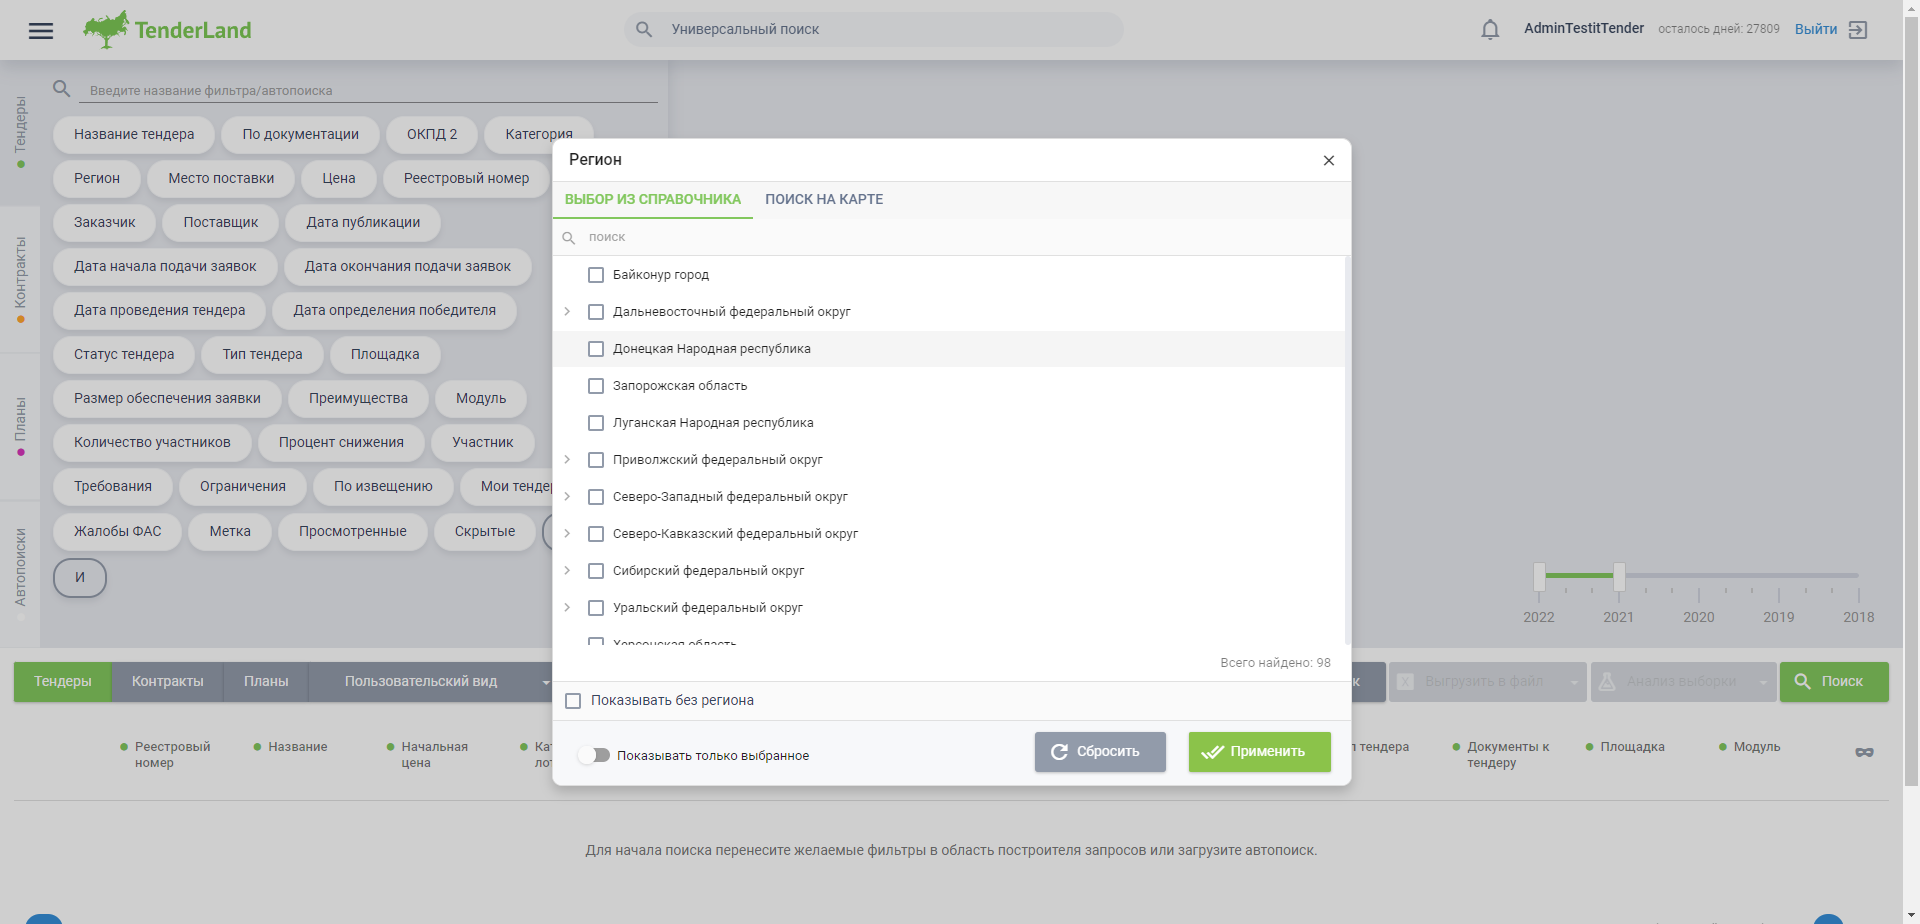 TenderLand
Универсальный поиск
AdminTestitTender
осталось дней: 27809
Выйти
Тендеры
Контракты
Планы
Автопоиски
Введите название фильтра/автопоиска
Название тендера
По документации
ОКПД 2
Категория
Регион
Место поставки
Цена
Реестровый номер
Заказчик
Поставщик
Дата публикации
Дата начала подачи заявок
Дата окончания подачи заявок
Дата проведения тендера
Дата определения победителя
Статус тендера
Тип тендера
Площадка
Размер обеспечения заявки
Преимущества
Модуль
Количество участников
Процент снижения
Участник
Требования
Ограничения
По извещению
Мои тендер
Жалобы ФАС
Метка
Просмотренные
Скрытые
И
Регион
ВЫБОР ИЗ СПРАВОЧНИКА
ПОИСК НА КАРТЕ
поиск
Байконур город
Дальневосточный федеральный округ
Донецкая Народная республика
Запорожская область
Луганская Народная республика
Приволжский федеральный округ
Северо-Западный федеральный округ
Северо-Кавказский федеральный округ
Сибирский федеральный округ
Уральский федеральный округ
Херсонская область
Всего найдено: 98
Показывать без региона
Показывать только выбранное
Сбросить
Применить
2022
2021
2020
2019
2018
Тендеры
Контракты
Планы
Пользовательский вид
к
Выгрузить в файл
Анализ выборки
Поиск
Реестровый
номер
Название
Начальная
цена
Ка
ло
п тендера
Документы к
тендеру
Площадка
Модуль
Для начала поиска перенесите желаемые фильтры в область построителя запросов или загрузите автопоиск.